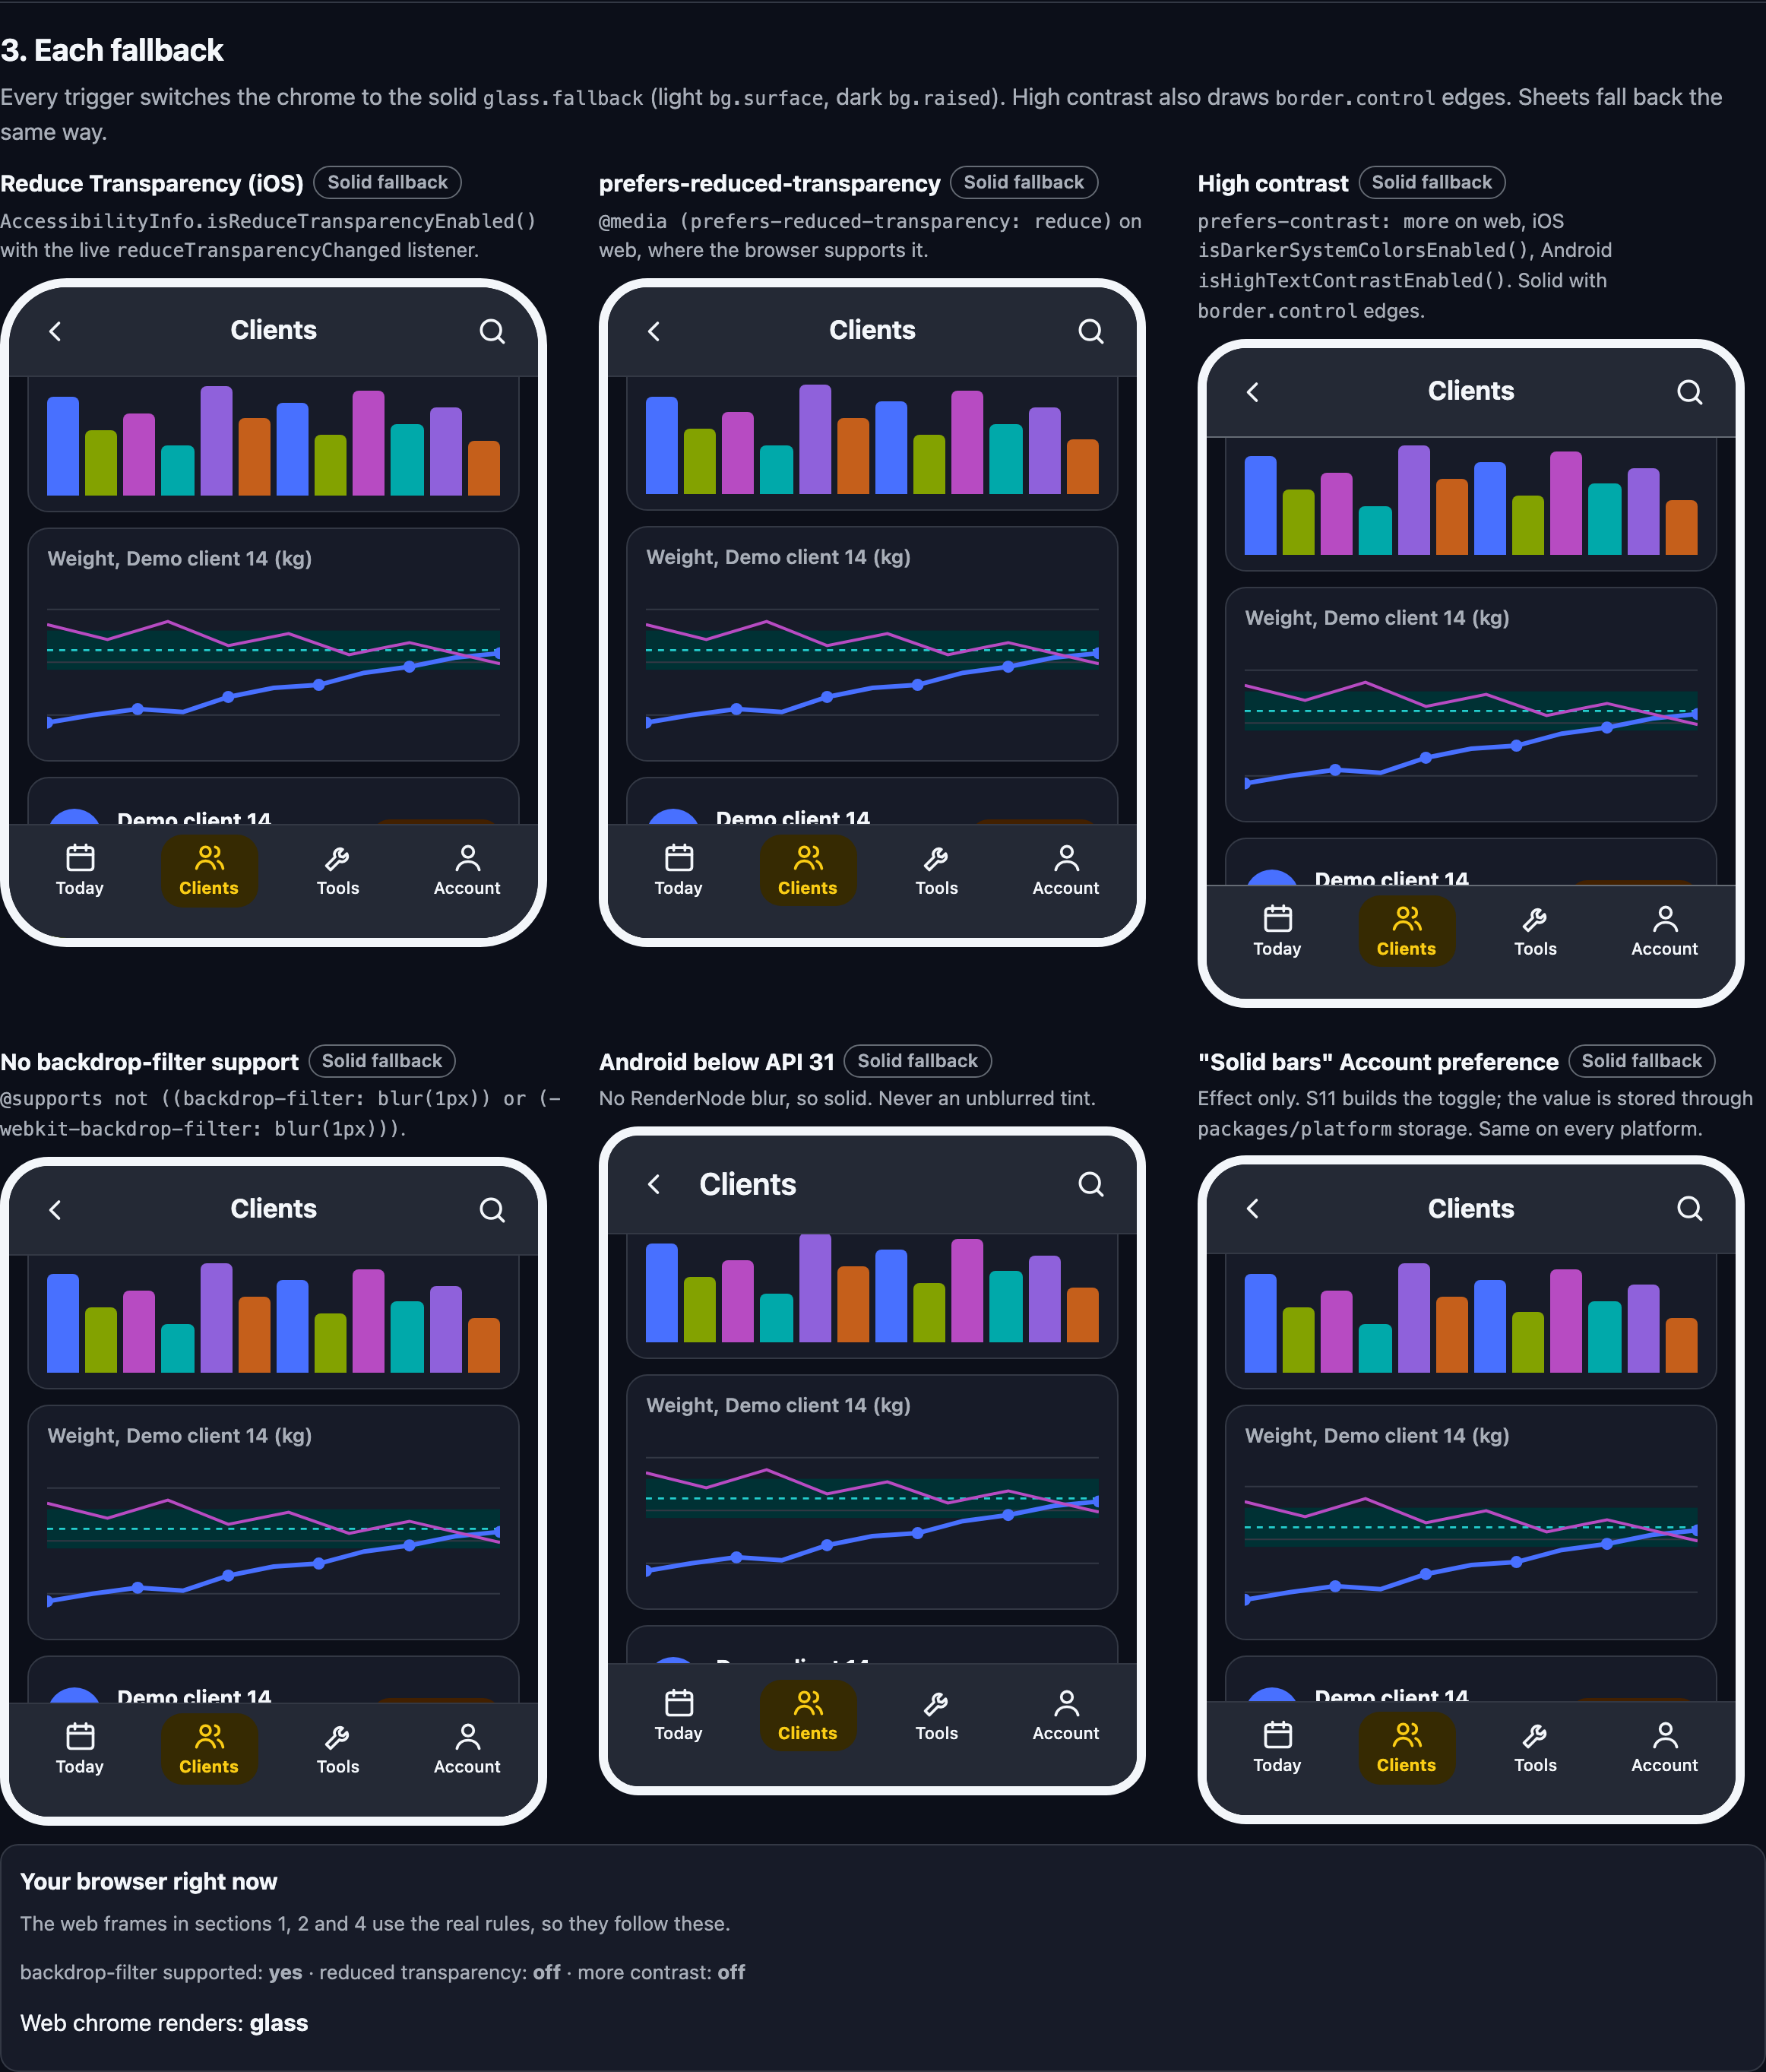 3. Each fallback
Every trigger switches the chrome to the solid glass.fallback (light bg.surface, dark bg.raised). High contrast also draws border.control edges. Sheets fall back the
same way.
Reduce Transparency (iOS) Solid fallback
AccessibilityInfo.isReduceTransparencyEnabled()
with the live reduceTransparencyChanged listener.
Clients
Weight, Demo client 14 (kg)
Demo client 14
Today Clients Tools Account
prefers-reduced-transparency Solid fallback
@media (prefers-reduced-transparency: reduce) on
web, where the browser supports it.
Clients
Weight, Demo client 14 (kg)
Demo client 14
Today Clients Tools Account
High contrast Solid fallback
prefers-contrast: more on web, iOS
isDarkerSystemColorsEnabled(), Android
isHighTextContrastEnabled(). Solid with
border.control edges.
Clients
Weight, Demo client 14 (kg)
Demo client 14
Today Clients Tools Account
No backdrop-filter support Solid fallback
@supports not ((backdrop-filter: blur(1px)) or (-
webkit-backdrop-filter: blur(1px))).
Clients
Weight, Demo client 14 (kg)
Demo client 14
Today Clients Tools Account
Android below API 31 Solid fallback
No RenderNode blur, so solid. Never an unblurred tint.
Clients
Weight, Demo client 14 (kg)
Today Clients Tools Account
"Solid bars" Account preference Solid fallback
Effect only. S11 builds the toggle; the value is stored through
packages/platform storage. Same on every platform.
Clients
Weight, Demo client 14 (kg)
Demo client 14
Today Clients Tools Account
Your browser right now
The web frames in sections 1, 2 and 4 use the real rules, so they follow these.
backdrop-filter supported: yes · reduced transparency: off · more contrast: off
Web chrome renders: glass